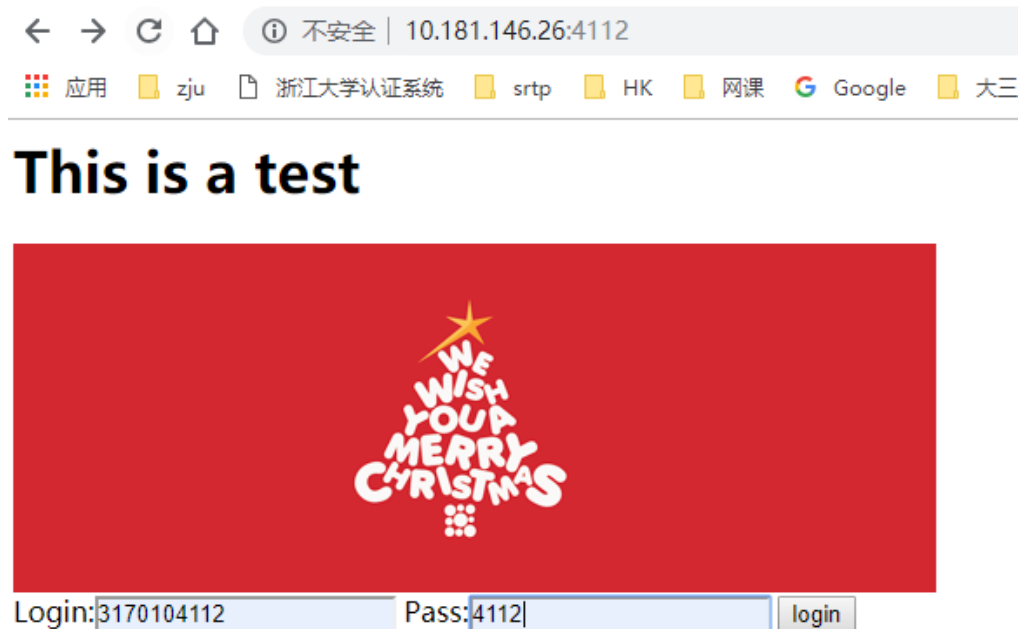 不安全 | 10.181.146.26:4112
应用 zju 浙江大学认证系统 srtp HK 网课 G Google 大三
This is a test
WE
WISH
YOU A
MERRY
CHRISTMAS
Login:3170104112 Pass:4112 login